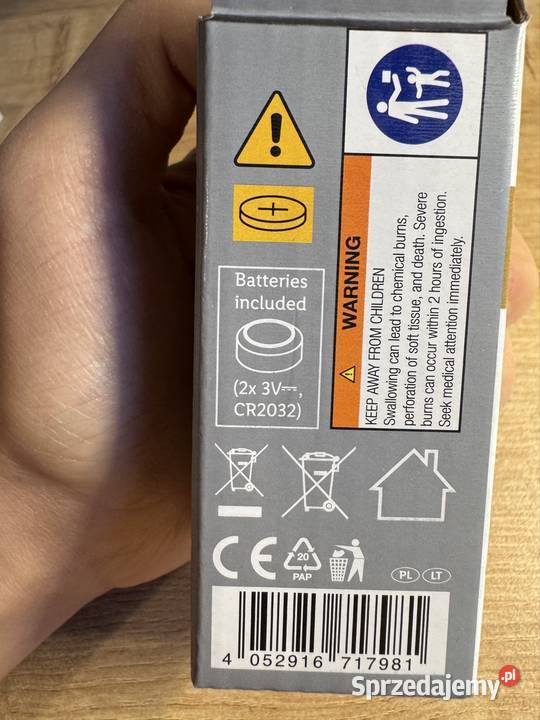 Batteries
included
(2x 3V⎓,
CR2032)
WARNING
KEEP AWAY FROM CHILDREN
Swallowing can lead to chemical burns,
perforation of soft tissue, and death. Severe
burns can occur within 2 hours of ingestion.
Seek medical attention immediately.
CE
20
PAP
PL LT
4 052916 717981
Sprzedajemy.pl